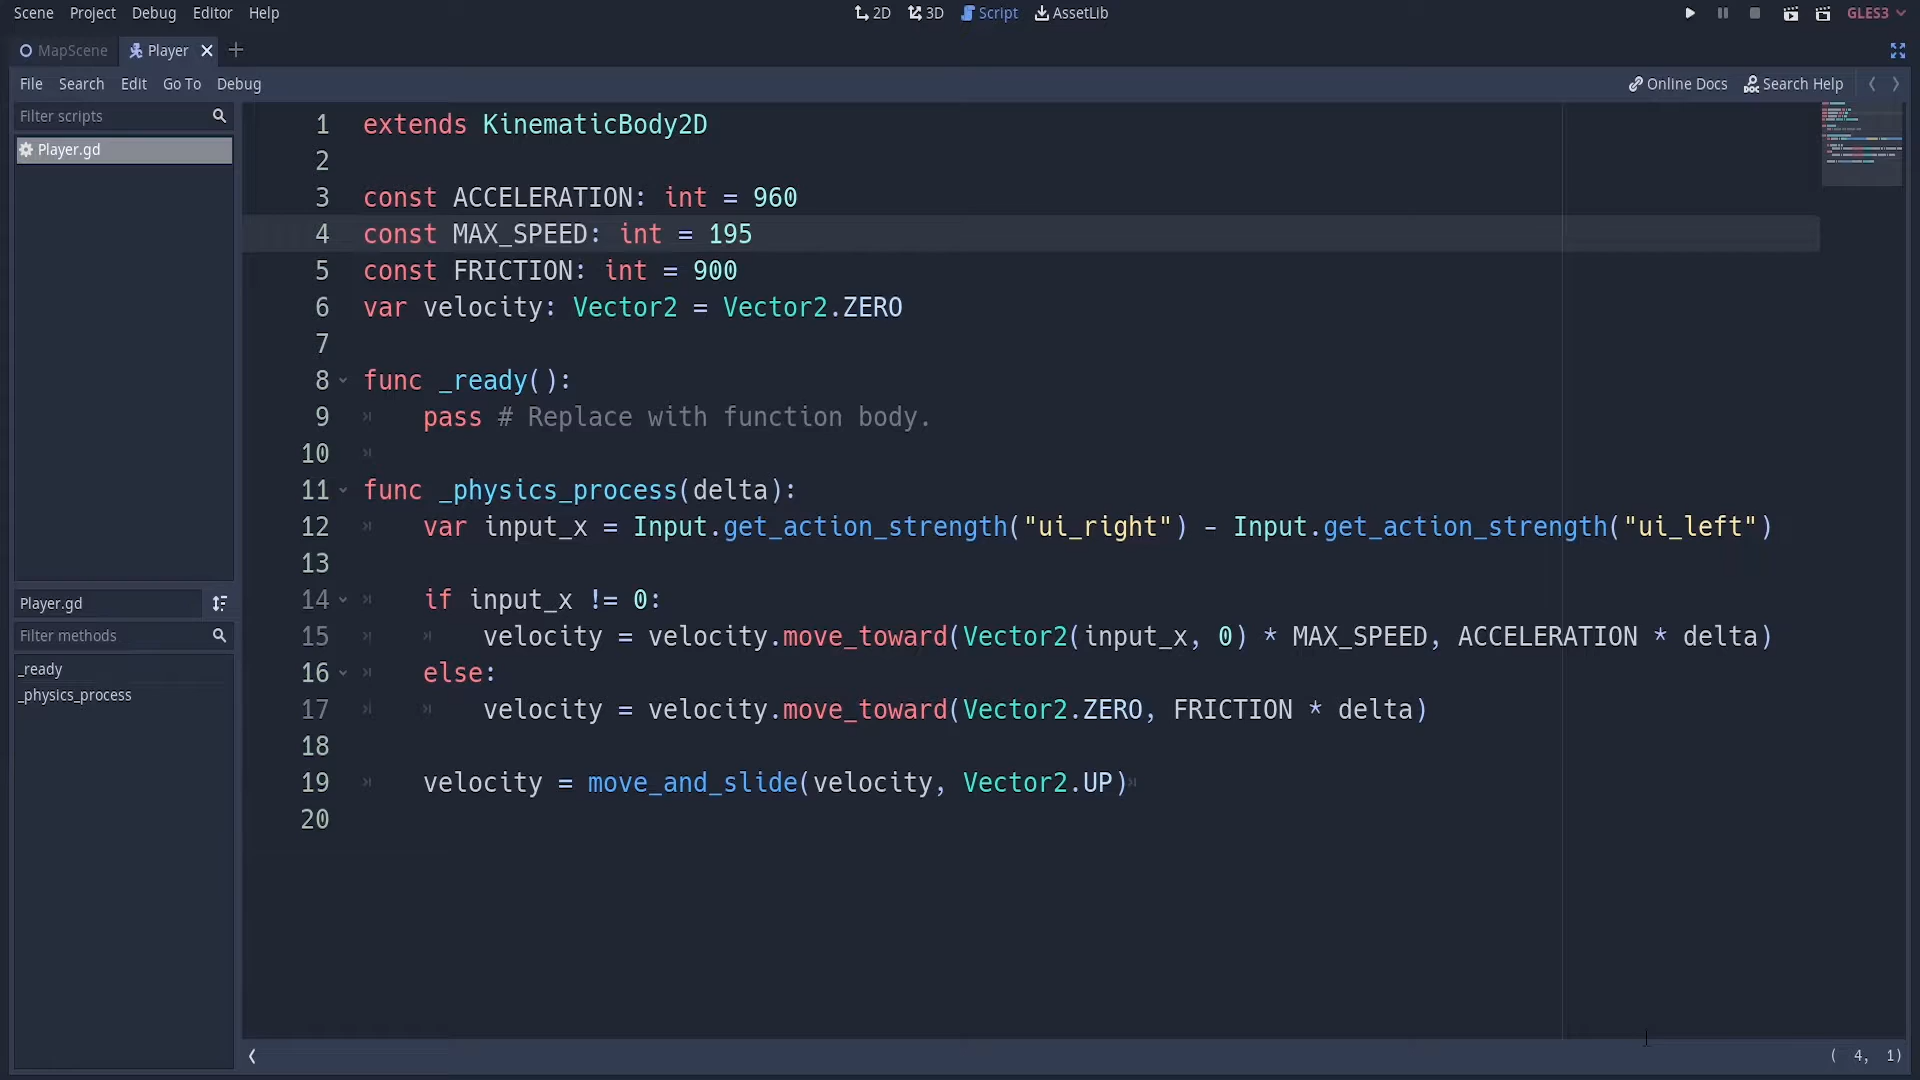 Scene Project Debug Editor Help
2D 3D Script AssetLib
GLES3
MapScene Player
File Search Edit Go To Debug
Online Docs Search Help
Filter scripts
Player.gd
Player.gd
Filter methods
_ready
_physics_process
1 extends KinematicBody2D
2
3 const ACCELERATION: int = 960
4 const MAX_SPEED: int = 195
5 const FRICTION: int = 900
6 var velocity: Vector2 = Vector2.ZERO
7
8 func _ready():
9 pass # Replace with function body.
10
11 func _physics_process(delta):
12 var input_x = Input.get_action_strength("ui_right") - Input.get_action_strength("ui_left")
13
14 if input_x != 0:
15 velocity = velocity.move_toward(Vector2(input_x, 0) * MAX_SPEED, ACCELERATION * delta)
16 else:
17 velocity = velocity.move_toward(Vector2.ZERO, FRICTION * delta)
18
19 velocity = move_and_slide(velocity, Vector2.UP)
20
( 4, 1)